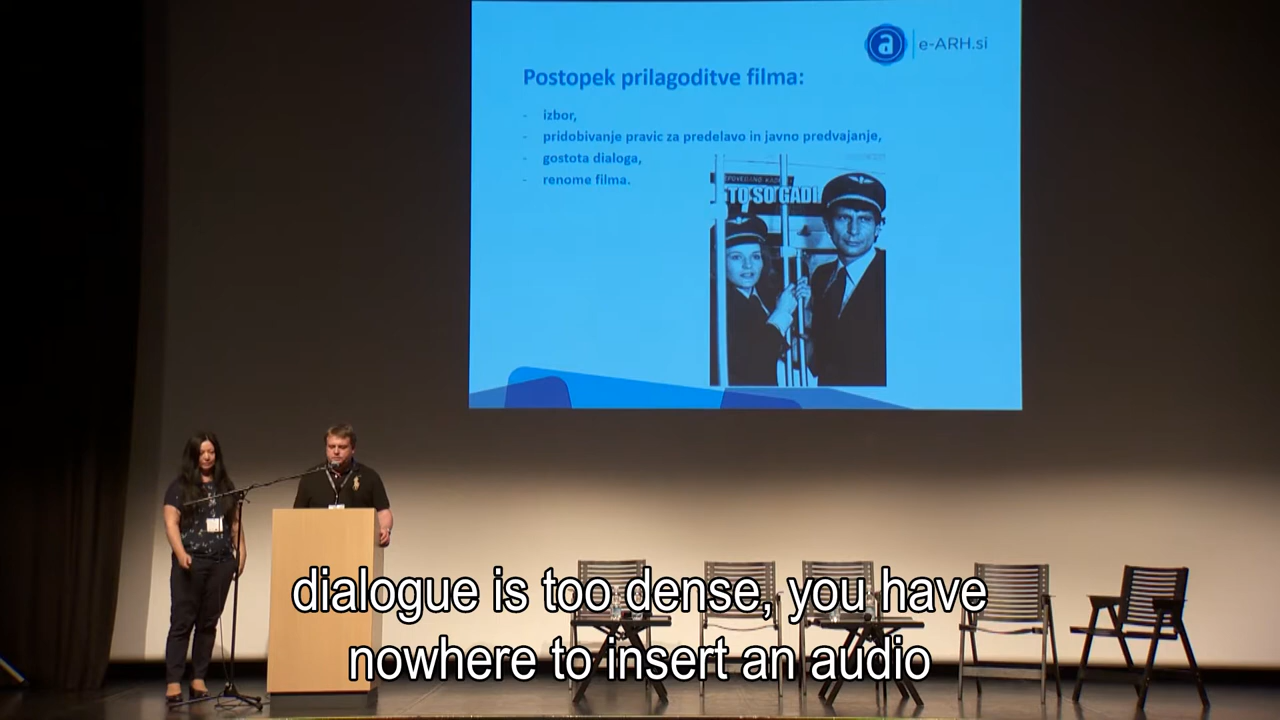 a e-ARH.si
Postopek prilagoditve filma:
- izbor,
- pridobivanje pravic za predelavo in javno predvajanje,
- gostota dialoga,
- renome filma.
TO SO GADI
dialogue is too dense, you have
nowhere to insert an audio